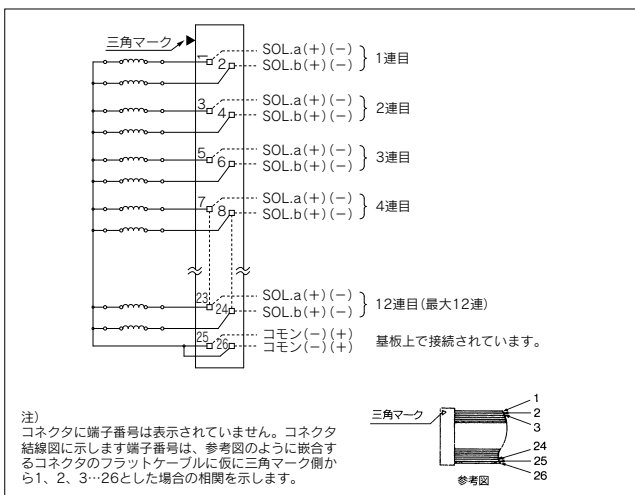 三角マーク
1
2
SOL.a(+)(−)
SOL.b(+)(−)
1連目
3
4
SOL.a(+)(−)
SOL.b(+)(−)
2連目
5
6
SOL.a(+)(−)
SOL.b(+)(−)
3連目
7
8
SOL.a(+)(−)
SOL.b(+)(−)
4連目
23
24
SOL.a(+)(−)
SOL.b(+)(−)
12連目(最大12連)
25
26
コモン(−)(+)
コモン(−)(+)
基板上で接続されています。
注)
コネクタに端子番号は表示されていません。コネクタ
結線図に示します端子番号は、参考図のように嵌合す
るコネクタのフラットケーブルに仮に三角マーク側か
ら1、2、3…26とした場合の相関を示します。
三角マーク
1
2
3
24
25
26
参考図